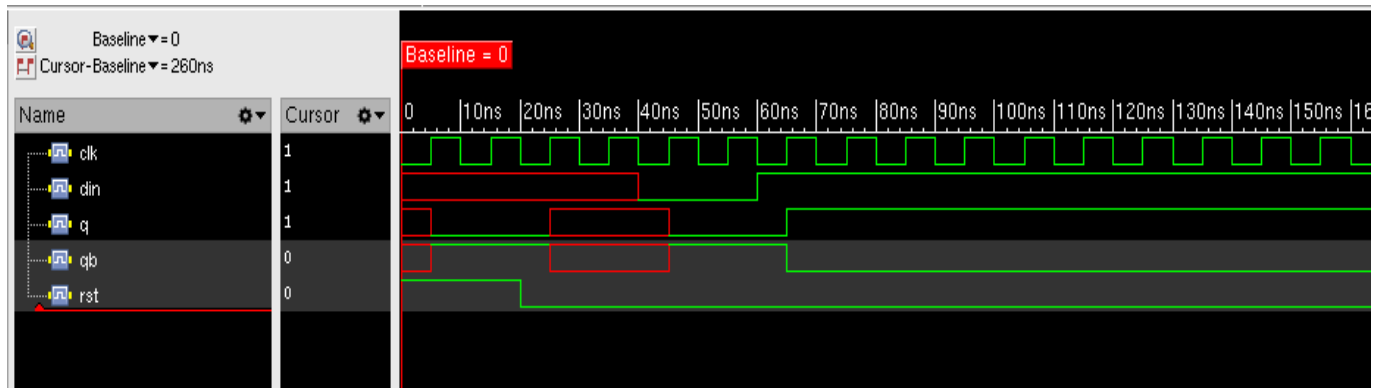 Baseline▼= 0
Cursor-Baseline▼= 260ns
Baseline = 0
Name Cursor 0 |10ns |20ns |30ns |40ns |50ns |60ns |70ns |80ns |90ns |100ns |110ns |120ns |130ns |140ns |150ns |16
clk 1
din 1
q 1
qb 0
rst 0